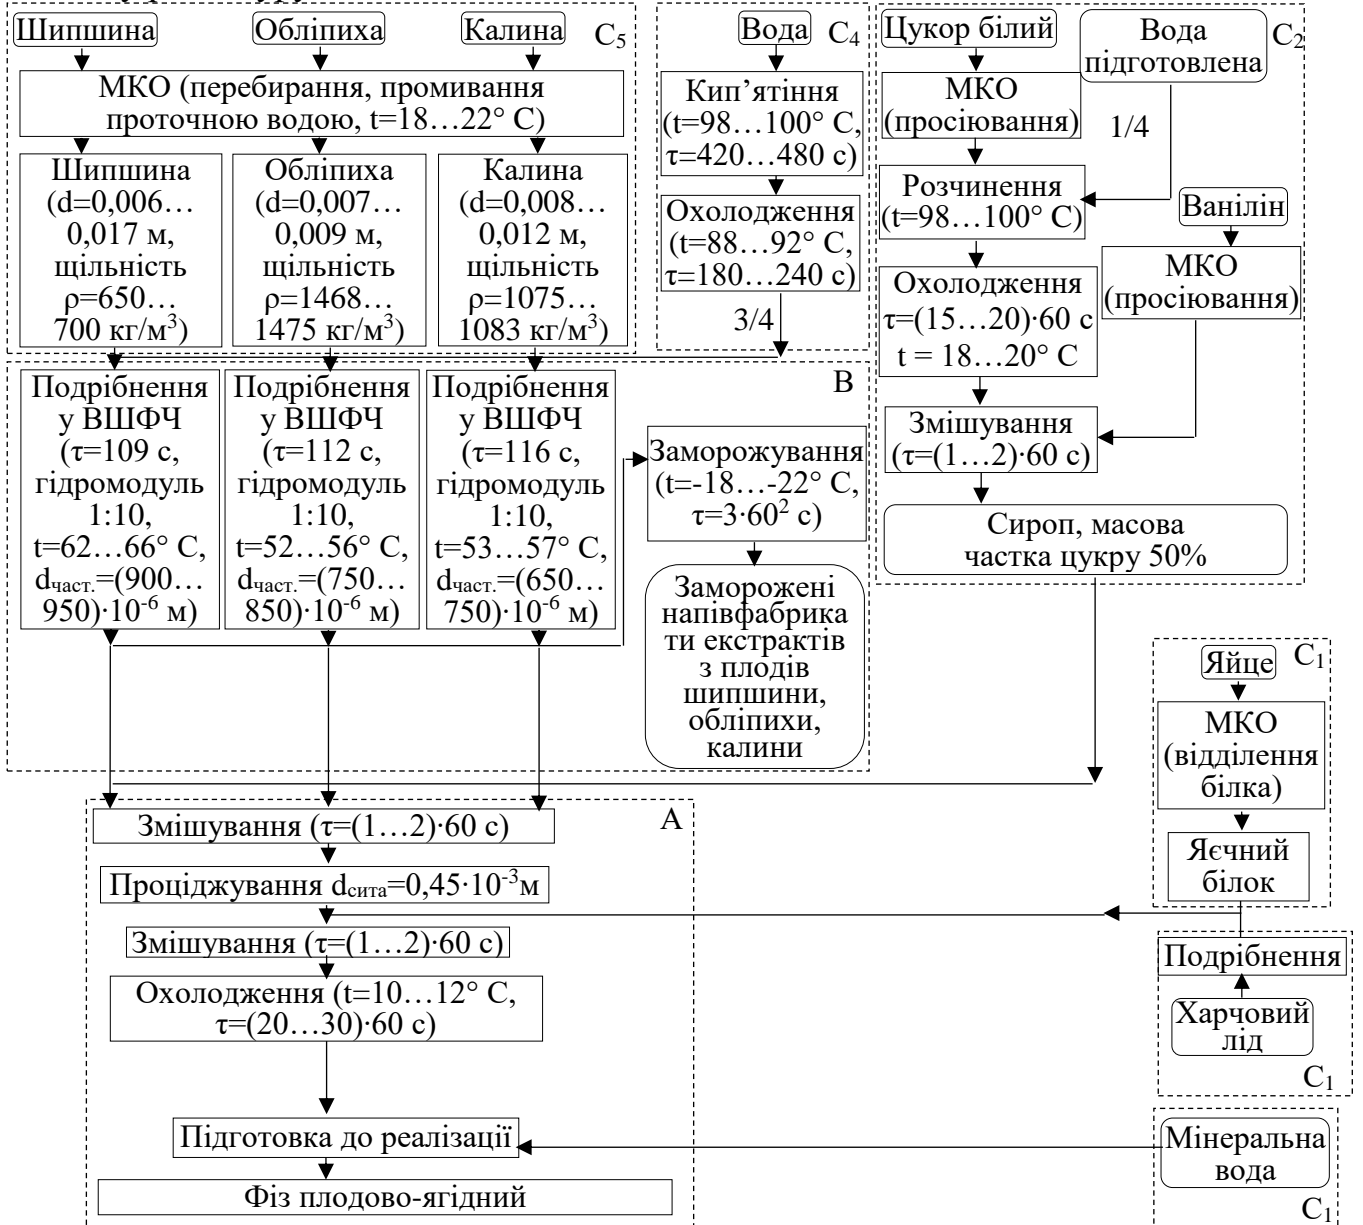 Шипшина
Обліпиха
Калина
С5
МКО (перебирання, промивання
проточною водою, t=18…22° С)
Шипшина
(d=0,006…
0,017 м,
щільність
ρ=650…
700 кг/м³)
Обліпиха
(d=0,007…
0,009 м,
щільність
ρ=1468…
1475 кг/м³)
Калина
(d=0,008…
0,012 м,
щільність
ρ=1075…
1083 кг/м³)
Вода
С4
Кип’ятіння
(t=98…100° С,
τ=420…480 с)
Охолодження
(t=88…92° С,
τ=180…240 с)
3/4
Цукор білий
Вода
підготовлена
С2
МКО
(просіювання)
1/4
Розчинення
(t=98…100° С)
Ванілін
МКО
(просіювання)
Охолодження
τ=(15…20)·60 с
t = 18…20° С
Змішування
(τ=(1…2)·60 с)
Сироп, масова
частка цукру 50%
В
Подрібнення
у ВШФЧ
(τ=109 с,
гідромодуль
1:10,
t=62…66° С,
dчаст.=(900…
950)·10⁻⁶ м)
Подрібнення
у ВШФЧ
(τ=112 с,
гідромодуль
1:10,
t=52…56° С,
dчаст.=(750…
850)·10⁻⁶ м)
Подрібнення
у ВШФЧ
(τ=116 с,
гідромодуль
1:10,
t=53…57° С,
dчаст.=(650…
750)·10⁻⁶ м)
Заморожування
(t=-18…-22° С,
τ=3·60² с)
Заморожені
напівфабрика
ти екстрактів
з плодів
шипшини,
обліпихи,
калини
Яйце
С1
МКО
(відділення
білка)
Яєчний
білок
А
Змішування (τ=(1…2)·60 с)
Проціджування dсита=0,45·10⁻³м
Змішування (τ=(1…2)·60 с)
Охолодження (t=10…12° С,
τ=(20…30)·60 с)
Подрібнення
Харчовий
лід
С1
Підготовка до реалізації
Мінеральна
вода
Фіз плодово-ягідний
С1